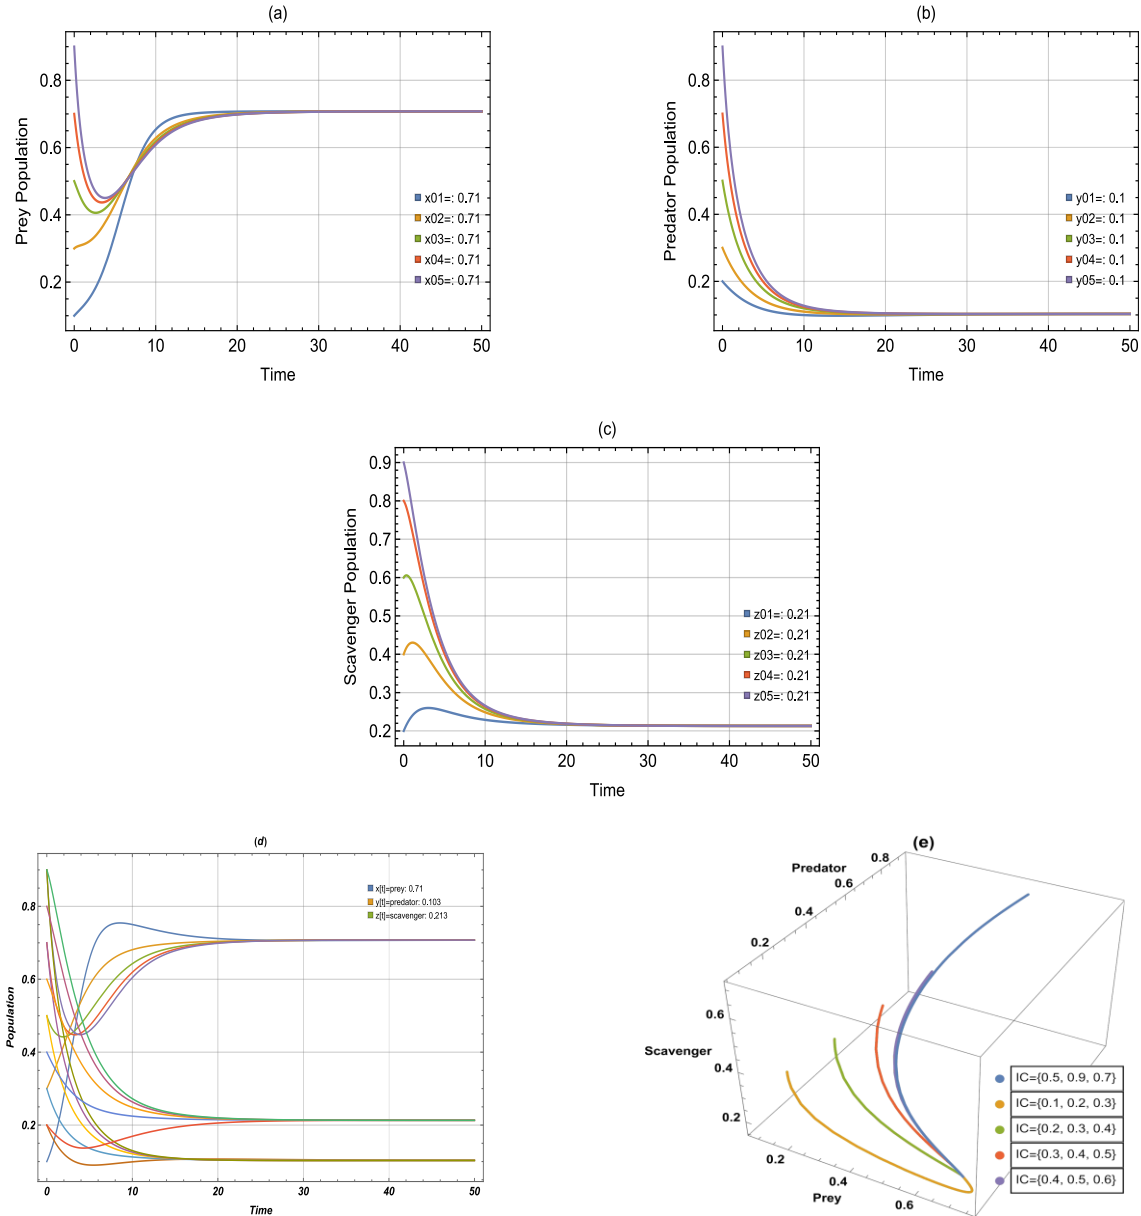 (a)
Prey Population
0.8
0.6
0.4
0.2
x01=: 0.71
x02=: 0.71
x03=: 0.71
x04=: 0.71
x05=: 0.71
0 10 20 30 40 50
Time
(b)
Predator Population
0.8
0.6
0.4
0.2
y01=: 0.1
y02=: 0.1
y03=: 0.1
y04=: 0.1
y05=: 0.1
0 10 20 30 40 50
Time
(c)
Scavenger Population
0.9
0.8
0.7
0.6
0.5
0.4
0.3
0.2
z01=: 0.21
z02=: 0.21
z03=: 0.21
z04=: 0.21
z05=: 0.21
0 10 20 30 40 50
Time
(d)
Population
0.8
0.6
0.4
0.2
0.0
x[t]=prey: 0.71
y[t]=predator: 0.103
z[t]=scavenger: 0.213
0 10 20 30 40 50
Time
(e)
Predator
0.8
0.6
0.4
0.2
Scavenger
0.6
0.4
0.2
Prey
0.2
0.4
0.6
IC={0.5, 0.9, 0.7}
IC={0.1, 0.2, 0.3}
IC={0.2, 0.3, 0.4}
IC={0.3, 0.4, 0.5}
IC={0.4, 0.5, 0.6}